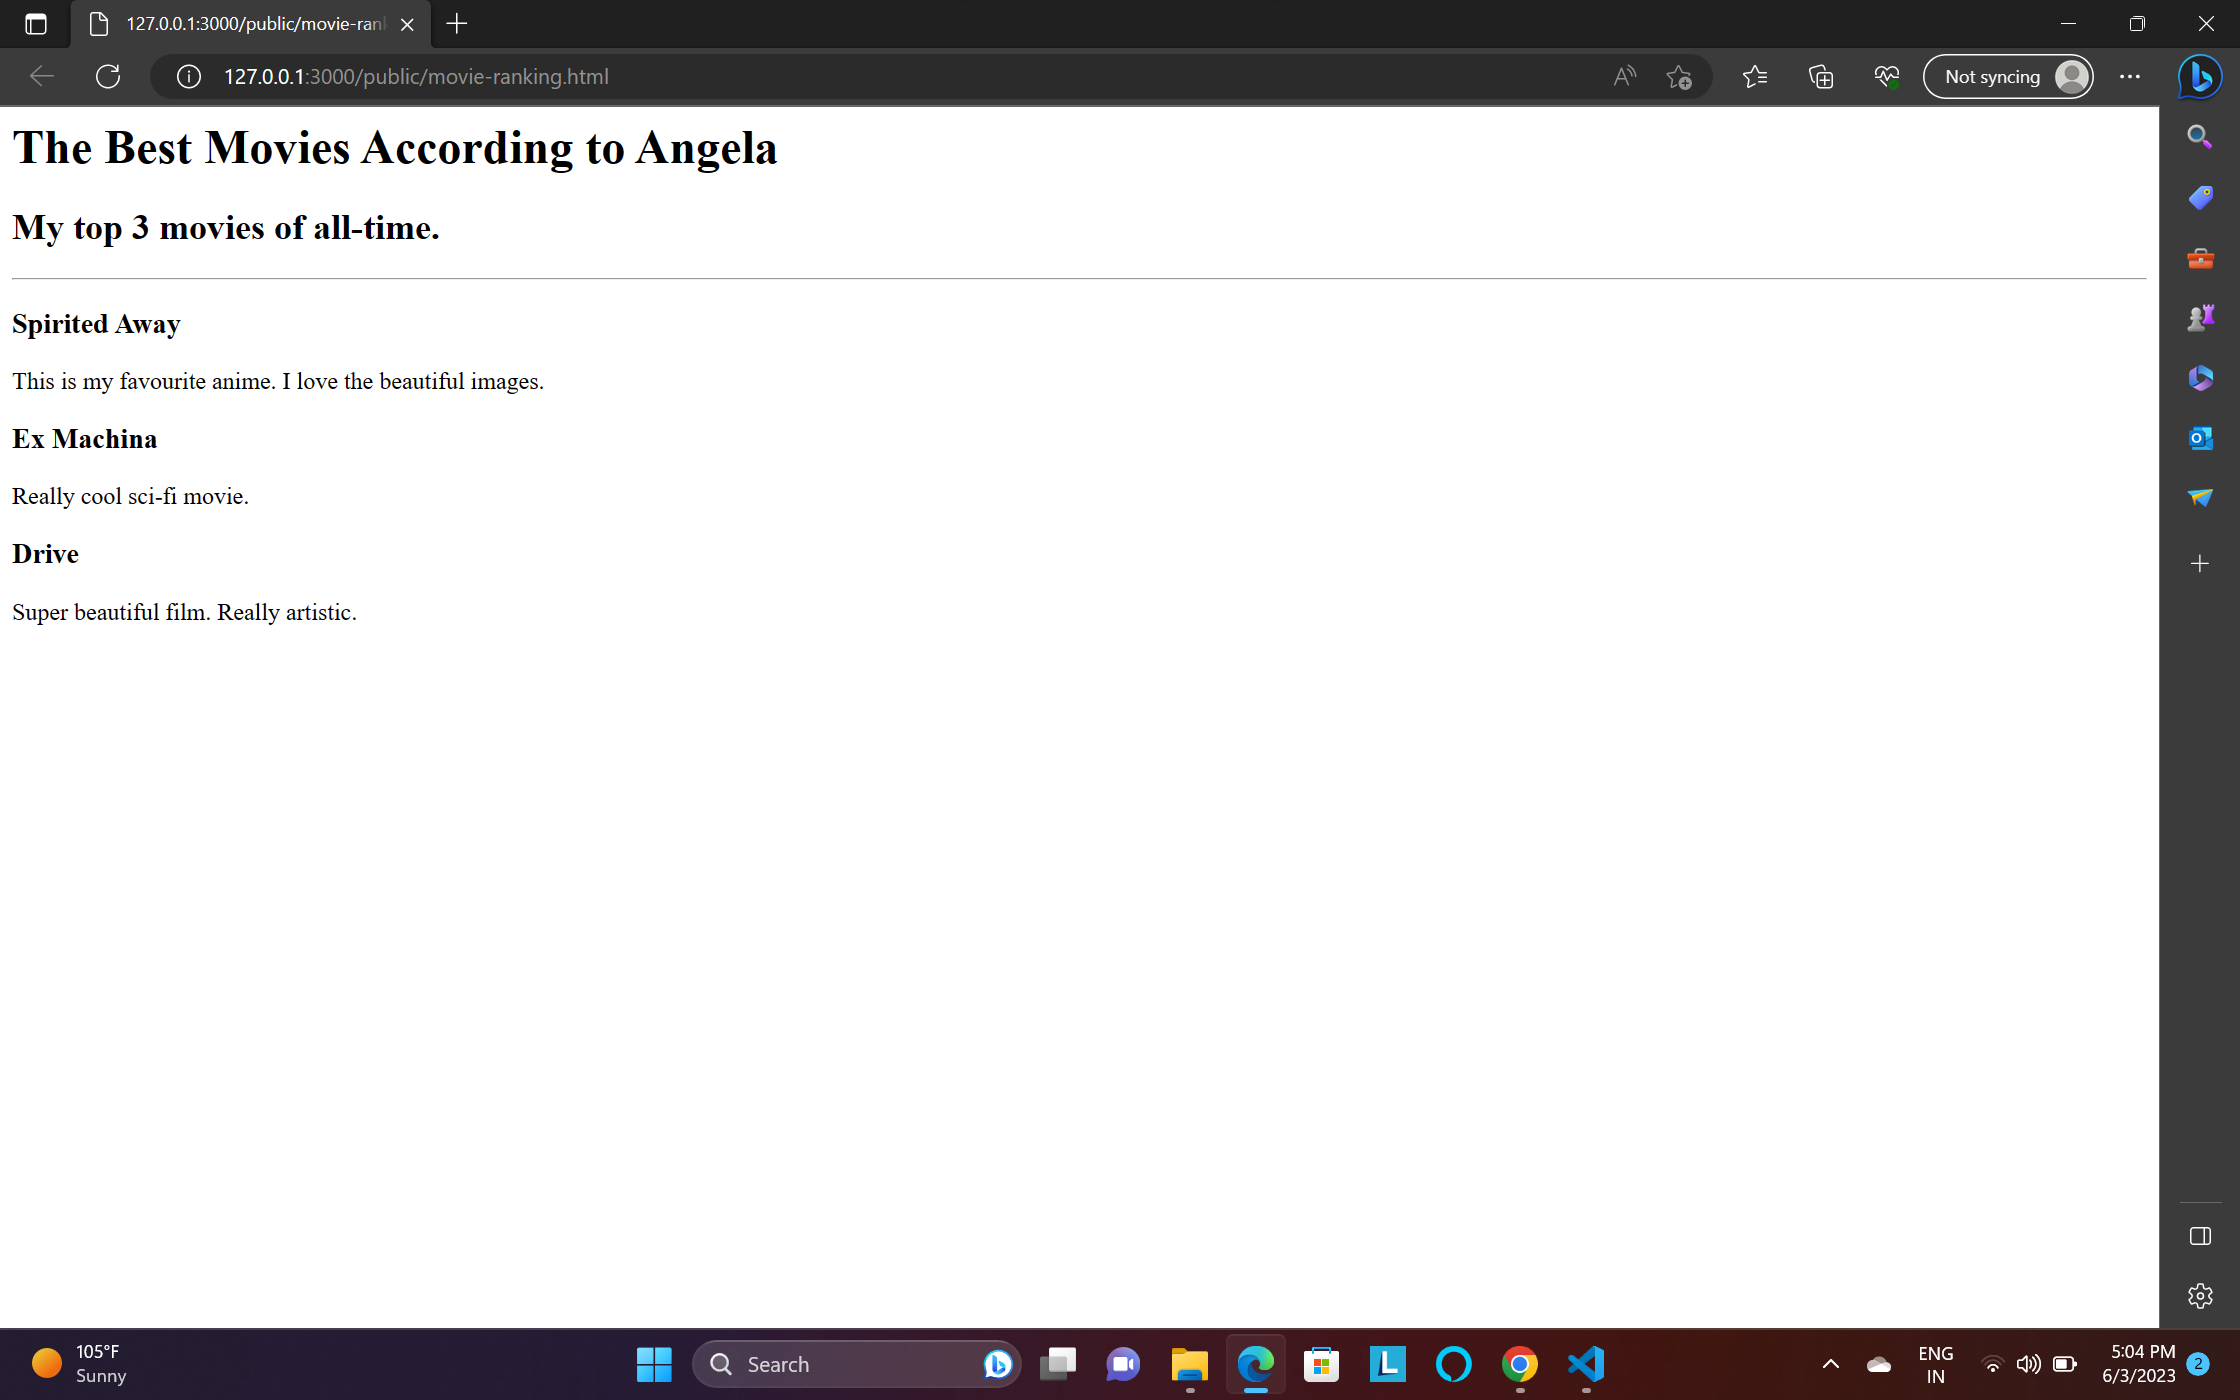 127.0.0.1:3000/public/movie-ran
127.0.0.1:3000/public/movie-ranking.html
Not syncing
The Best Movies According to Angela
My top 3 movies of all-time.
Spirited Away
This is my favourite anime. I love the beautiful images.
Ex Machina
Really cool sci-fi movie.
Drive
Super beautiful film. Really artistic.
105°F
Sunny
Search
ENG
IN
5:04 PM
6/3/2023
2